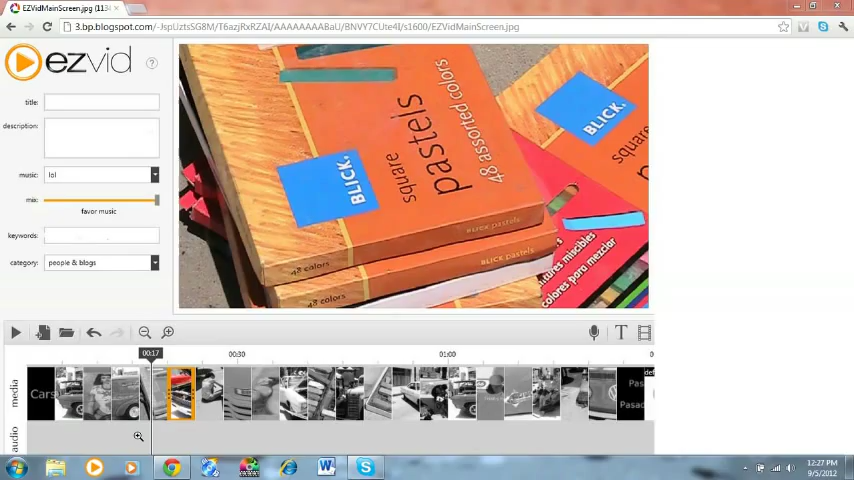 EZVidMainScreen.jpg (113
3.bp.blogspot.com/-JspUztsSG8M/T6azjRxRZAI/AAAAAAAABaU/BNVY7CUte4I/s1600/EZVidMainScreen.jpg
ezvid
?
title:
description:
music:
lol
mix:
favor music
keywords:
category:
people & blogs
BLICK.
square
pastels
48 assorted colors
BLICK pastels
48 colors
BLICK pastels
48 colors
BLICK.
square
colores para mezclar
T
00:17
00:30
01:00
media
Cars
audio
12:27 PM
9/5/2012